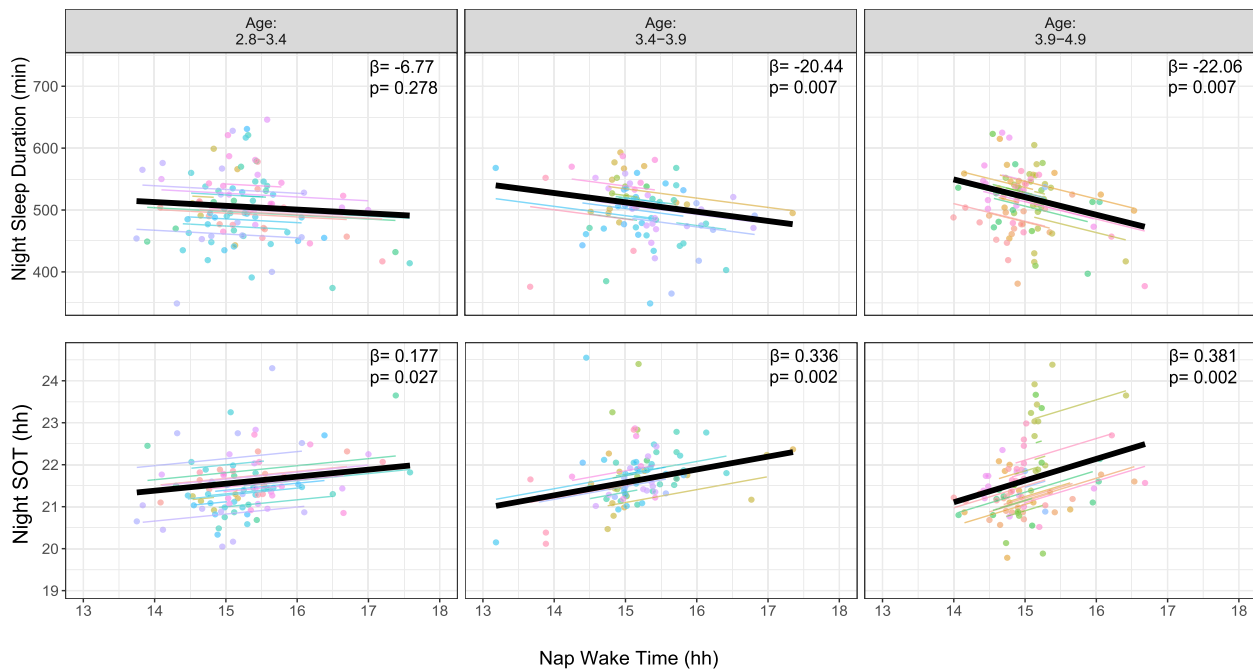 Age:
2.8−3.4
Age:
3.4−3.9
Age:
3.9−4.9
Night Sleep Duration (min)
700
600
500
400
β= -6.77
p= 0.278
β= -20.44
p= 0.007
β= -22.06
p= 0.007
Night SOT (hh)
24
23
22
21
20
19
β= 0.177
p= 0.027
β= 0.336
p= 0.002
β= 0.381
p= 0.002
13 14 15 16 17 18
13 14 15 16 17 18
13 14 15 16 17 18
Nap Wake Time (hh)